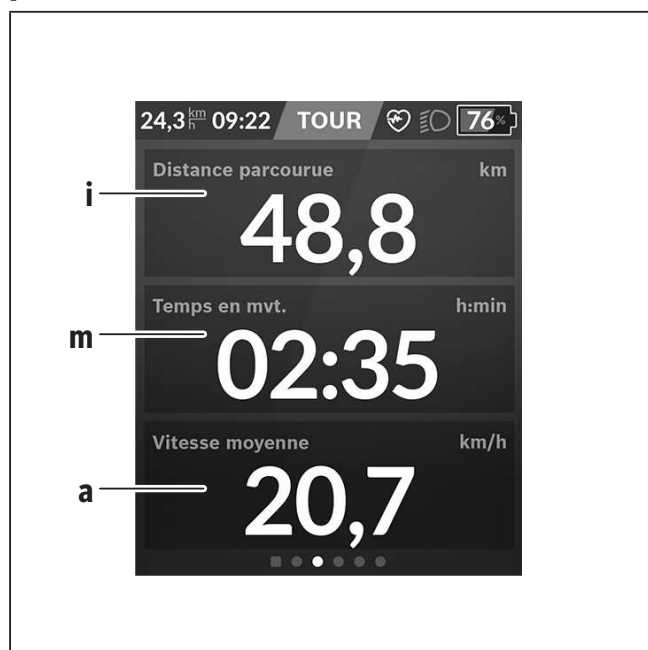 24,3 km/h 09:22 TOUR 76%
Distance parcourue km
i
48,8
Temps en mvt. h:min
m
02:35
Vitesse moyenne km/h
a
20,7